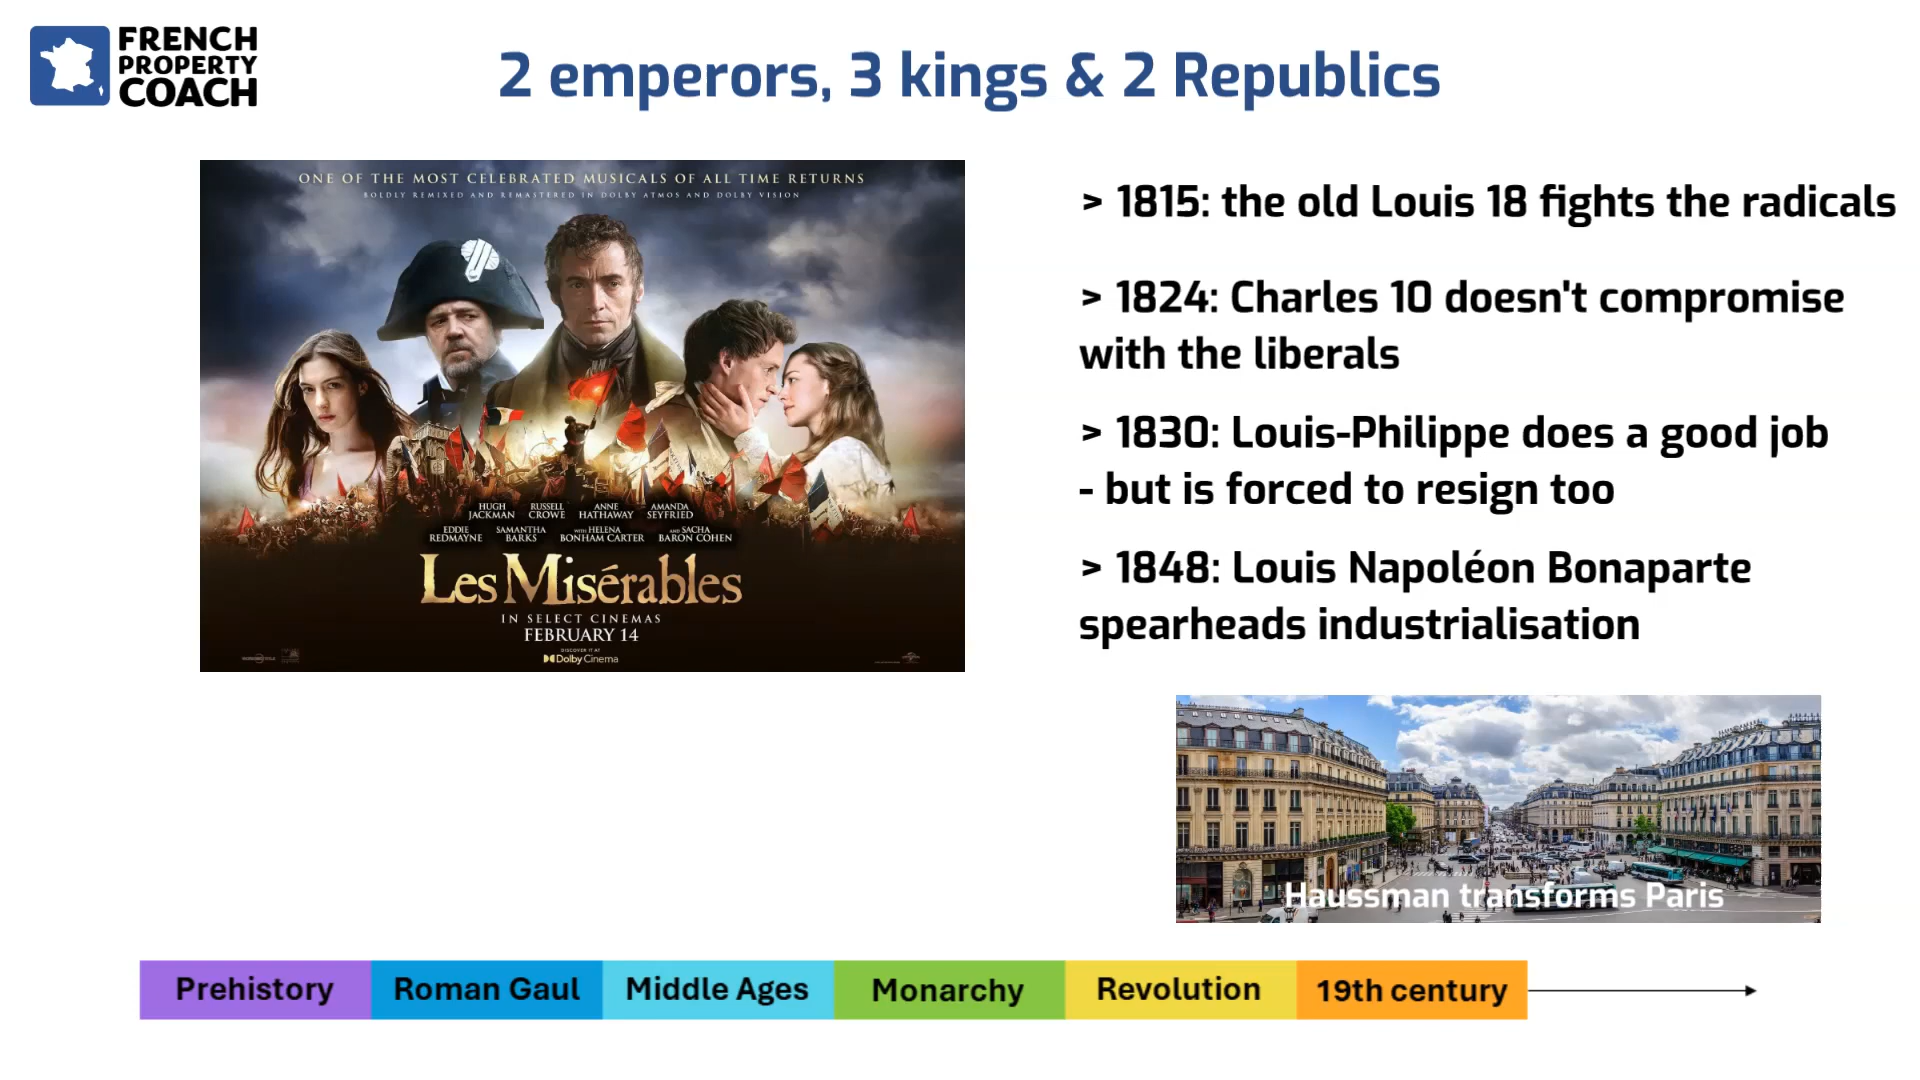 FRENCH
PROPERTY
COACH
2 emperors, 3 kings & 2 Republics
ONE OF THE MOST CELEBRATED MUSICALS OF ALL TIME RETURNS
BOLDLY REMIXED AND REMASTERED IN DOLBY ATMOS AND DOLBY VISION
HUGH JACKMAN RUSSELL CROWE ANNE HATHAWAY AMANDA SEYFRIED
EDDIE REDMAYNE SAMANTHA BARKS WITH HELENA BONHAM CARTER AND SACHA BARON COHEN
Les Misérables
IN SELECT CINEMAS
FEBRUARY 14
DISCOVER IT AT
Dolby Cinema
> 1815: the old Louis 18 fights the radicals
> 1824: Charles 10 doesn't compromise
with the liberals
> 1830: Louis-Philippe does a good job
- but is forced to resign too
> 1848: Louis Napoléon Bonaparte
spearheads industrialisation
Haussman transforms Paris
Prehistory Roman Gaul Middle Ages Monarchy Revolution 19th century